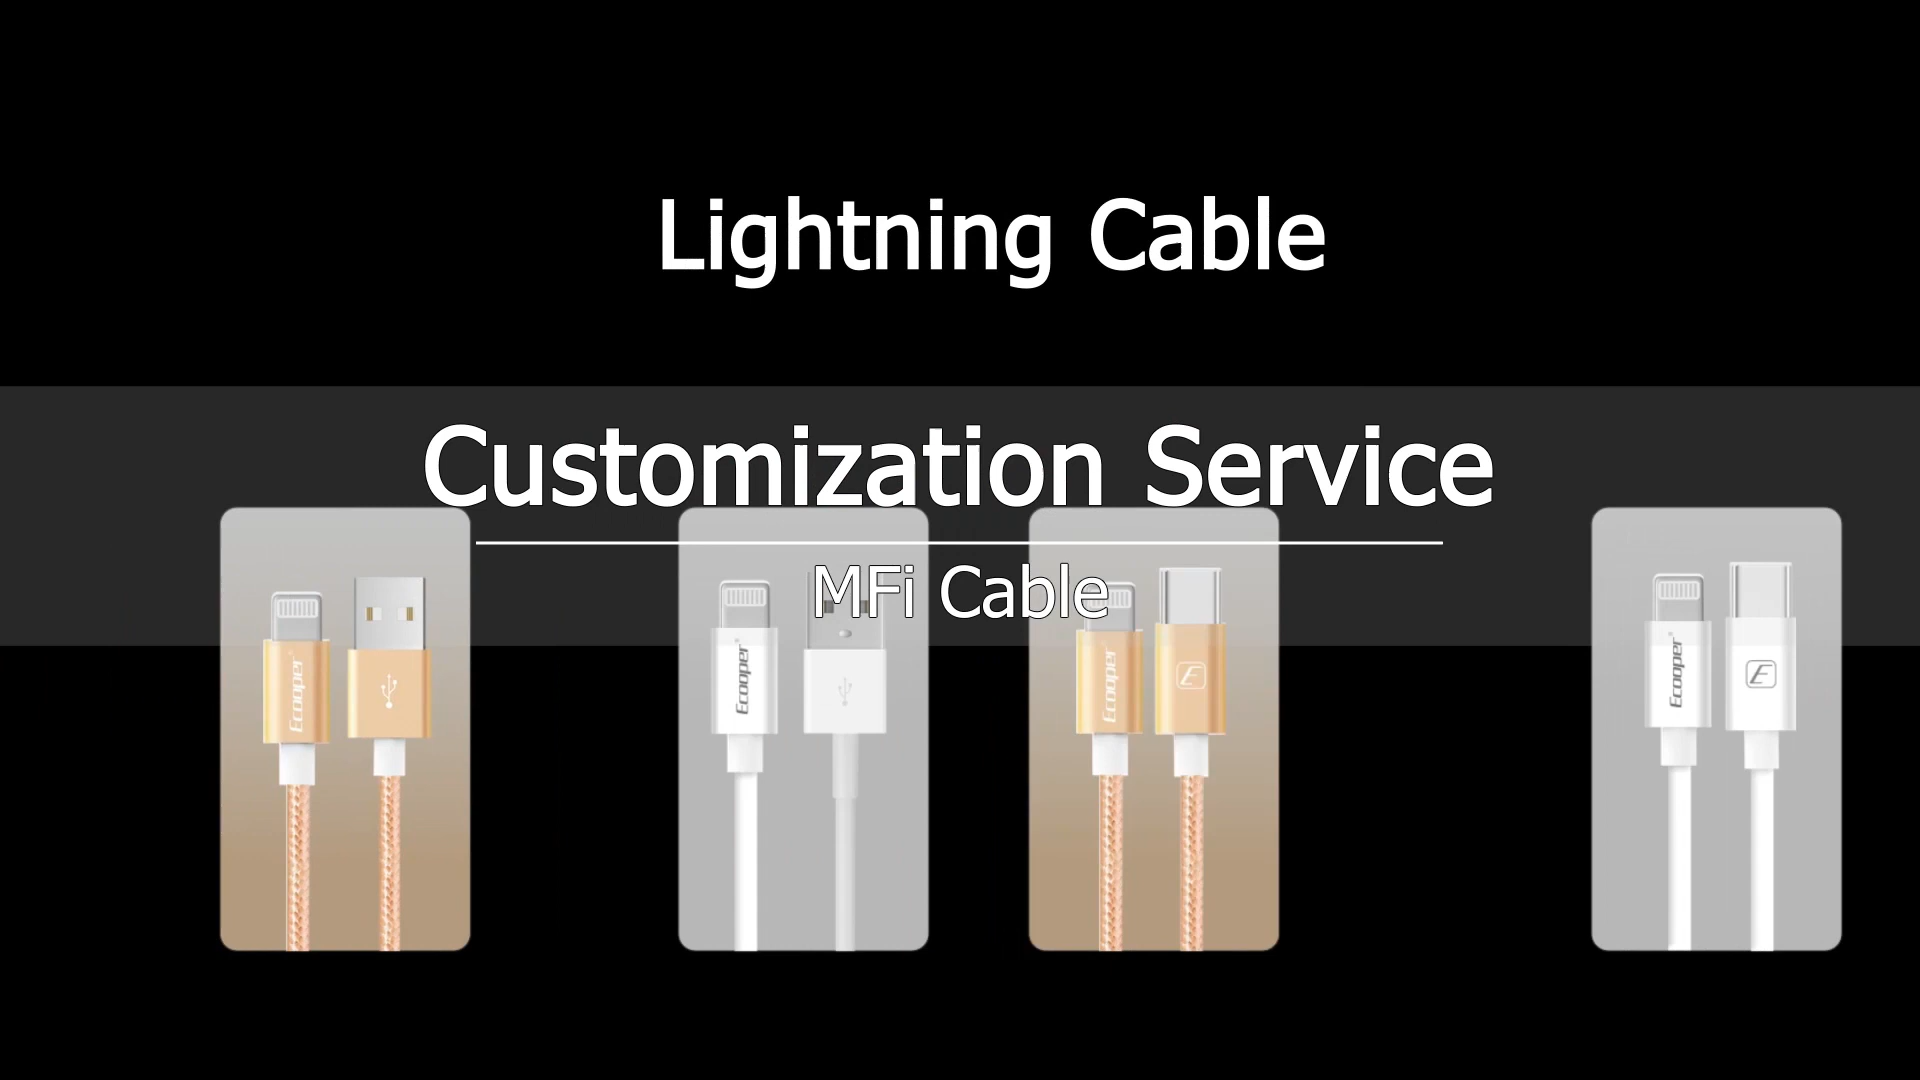 Lightning Cable
Customization Service
MFi Cable
Ecooper
Ecooper
Ecooper
E
Ecooper
E